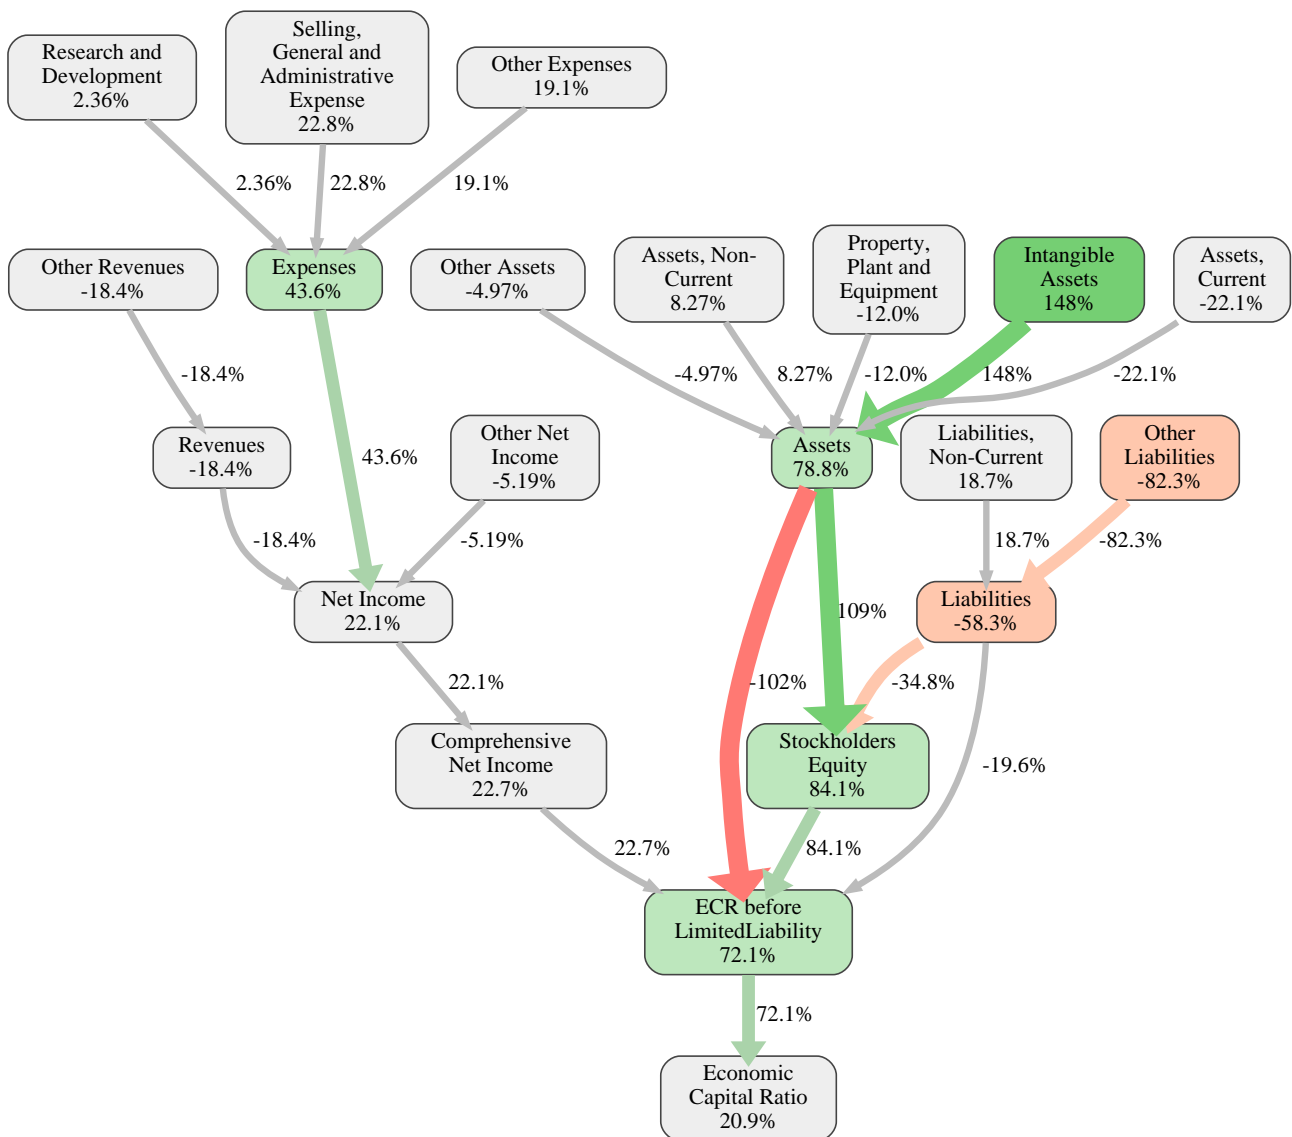 Research and
Development
2.36%
Selling,
General and
Administrative
Expense
22.8%
Other Expenses
19.1%
2.36%
22.8%
19.1%
Other Revenues
-18.4%
Expenses
43.6%
Other Assets
-4.97%
Assets, Non-
Current
8.27%
Property,
Plant and
Equipment
-12.0%
Intangible
Assets
148%
Assets,
Current
-22.1%
-18.4%
-4.97%
8.27%
-12.0%
148%
-22.1%
Revenues
-18.4%
43.6%
Other Net
Income
-5.19%
Assets
78.8%
Liabilities,
Non-Current
18.7%
Other
Liabilities
-82.3%
-18.4%
-5.19%
18.7%
-82.3%
Net Income
22.1%
109%
Liabilities
-58.3%
22.1%
-102%
-34.8%
Comprehensive
Net Income
22.7%
Stockholders
Equity
84.1%
-19.6%
22.7%
84.1%
ECR before
LimitedLiability
72.1%
72.1%
Economic
Capital Ratio
20.9%